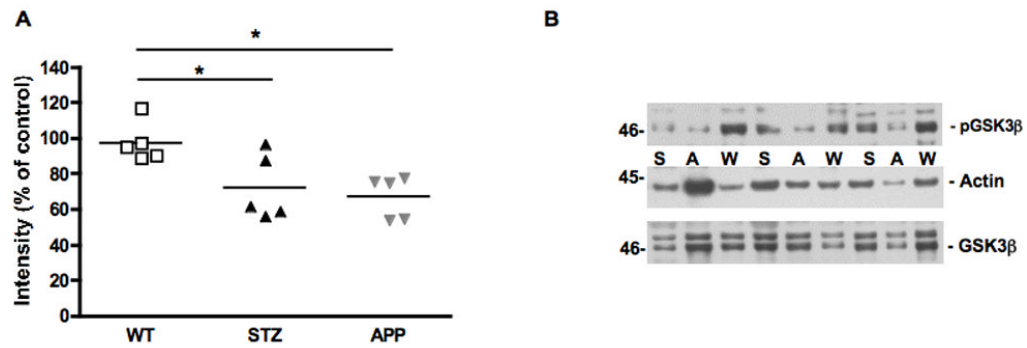 A
*
*
Intensity (% of control)
140
120
100
80
60
40
20
0
WT STZ APP
B
46- - pGSK3β
S A W S A W S A W
45- - Actin
46- - GSK3β